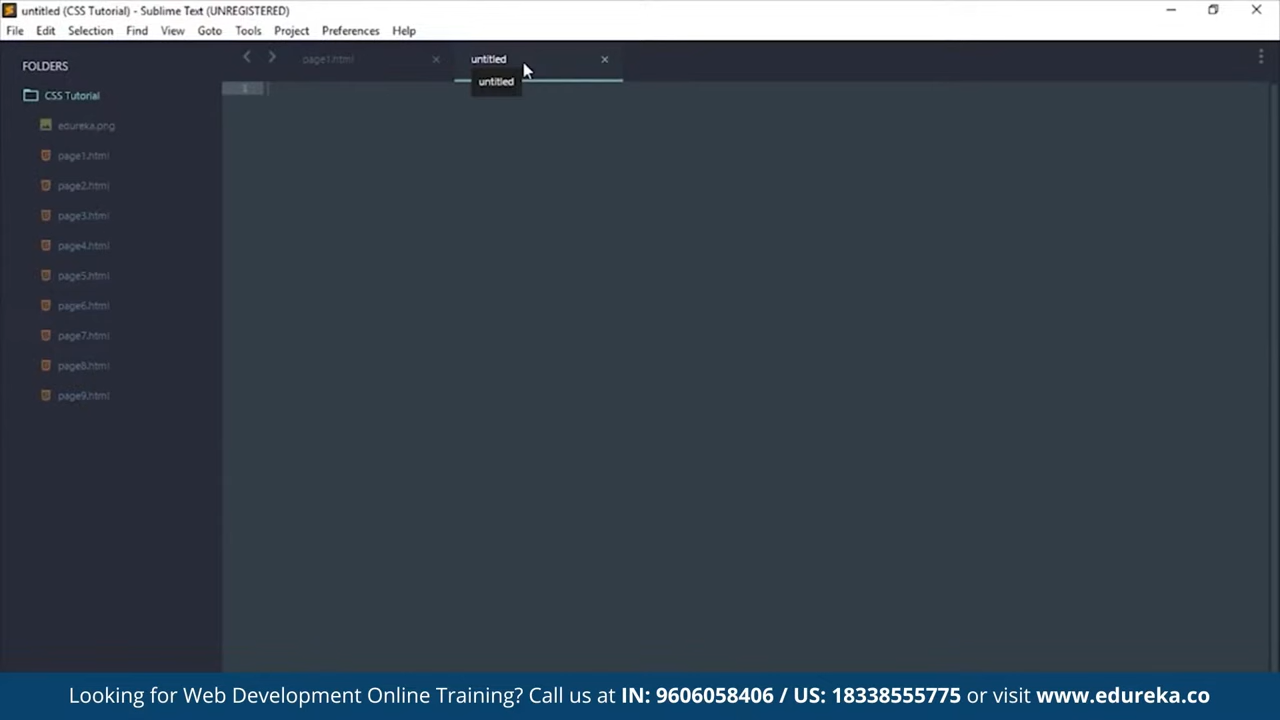 untitled (CSS Tutorial) - Sublime Text (UNREGISTERED)
File Edit Selection Find View Goto Tools Project Preferences Help
FOLDERS
CSS Tutorial
edureka.png
page1.html
page2.html
page3.html
page4.html
page5.html
page6.html
page7.html
page8.html
page9.html
page1.html
untitled
untitled
1
Looking for Web Development Online Training? Call us at IN: 9606058406 / US: 18338555775 or visit www.edureka.co